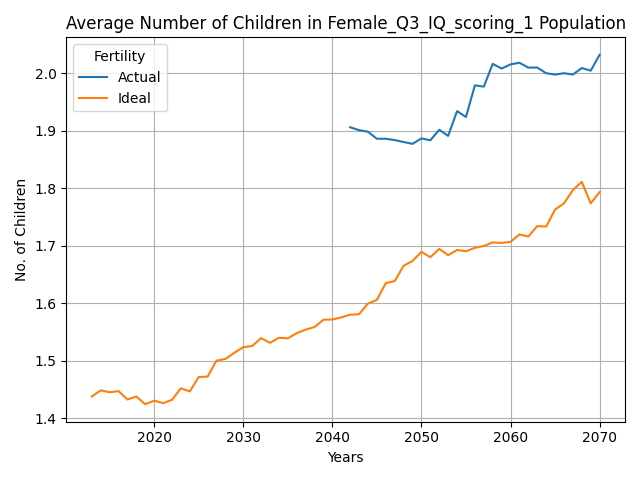 Average Number of Children in Female_Q3_IQ_scoring_1 Population
Fertility
Actual
Ideal
No. of Children
2.0
1.9
1.8
1.7
1.6
1.5
1.4
2020 2030 2040 2050 2060 2070
Years